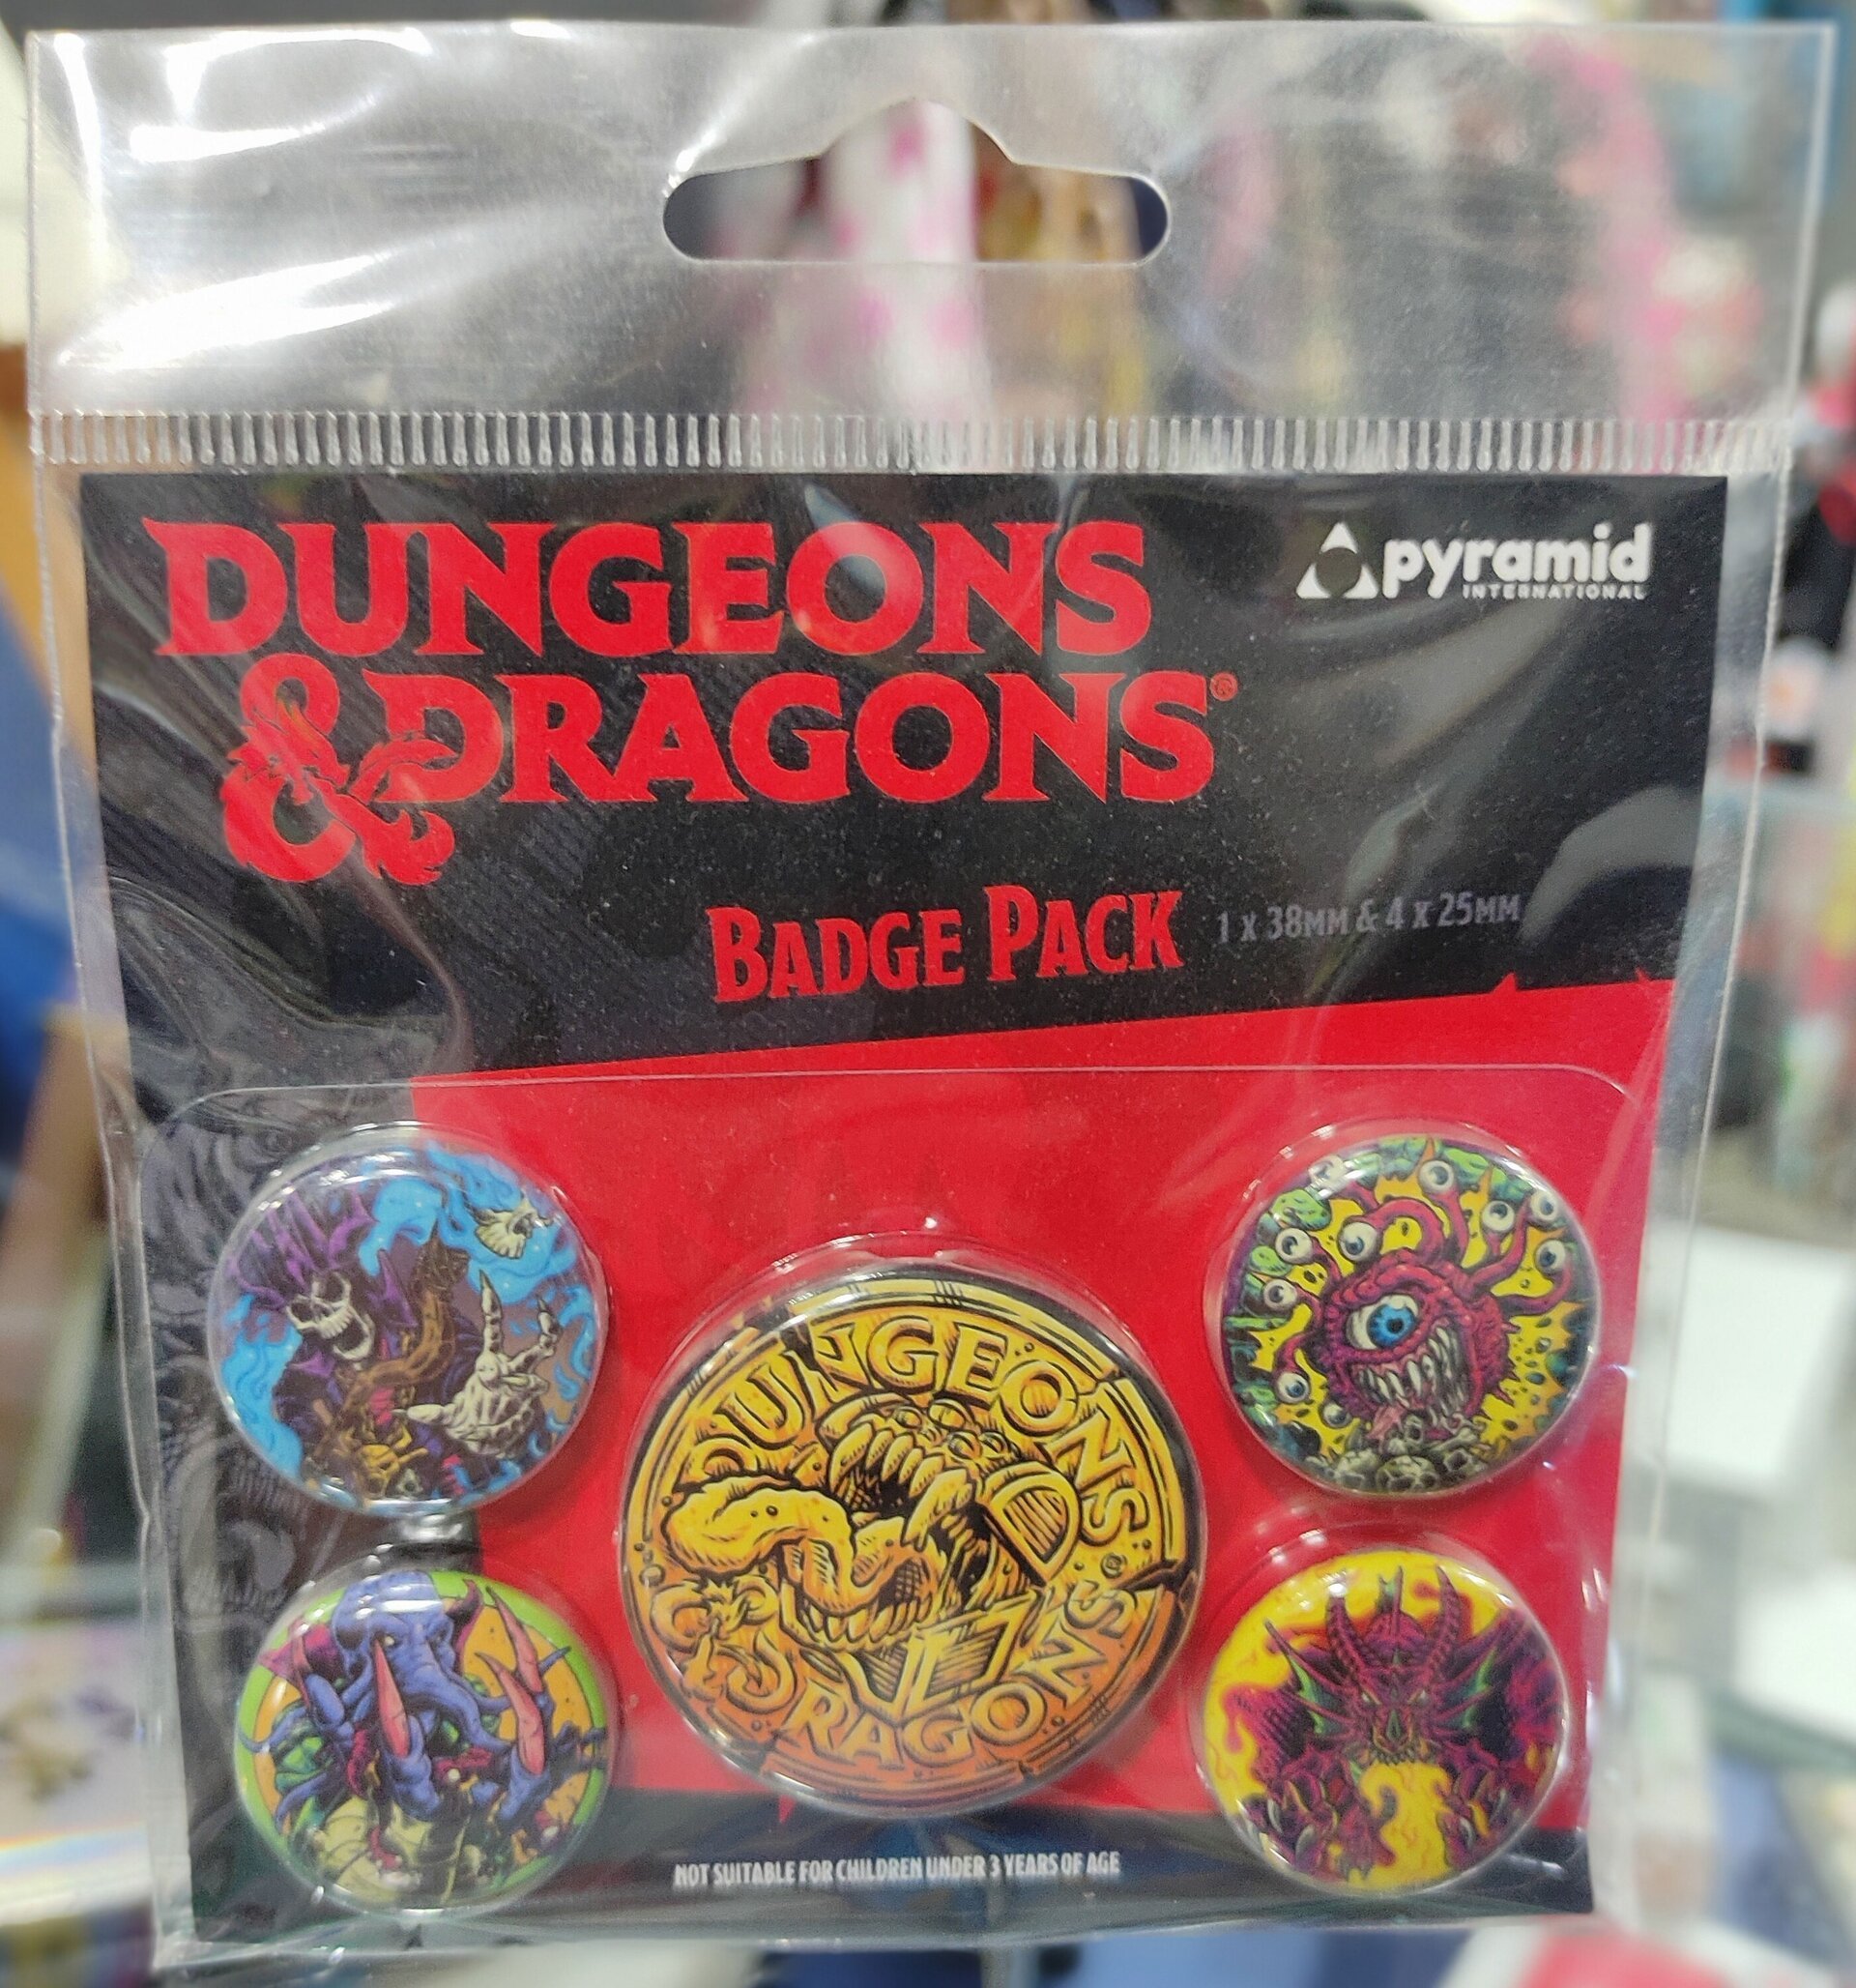 DUNGEONS
& DRAGONS®
pyramid
INTERNATIONAL
BADGE PACK
1 x 38MM & 4 x 25MM
DUNGEONS
D
& DRAGONS®
NOT SUITABLE FOR CHILDREN UNDER 3 YEARS OF AGE